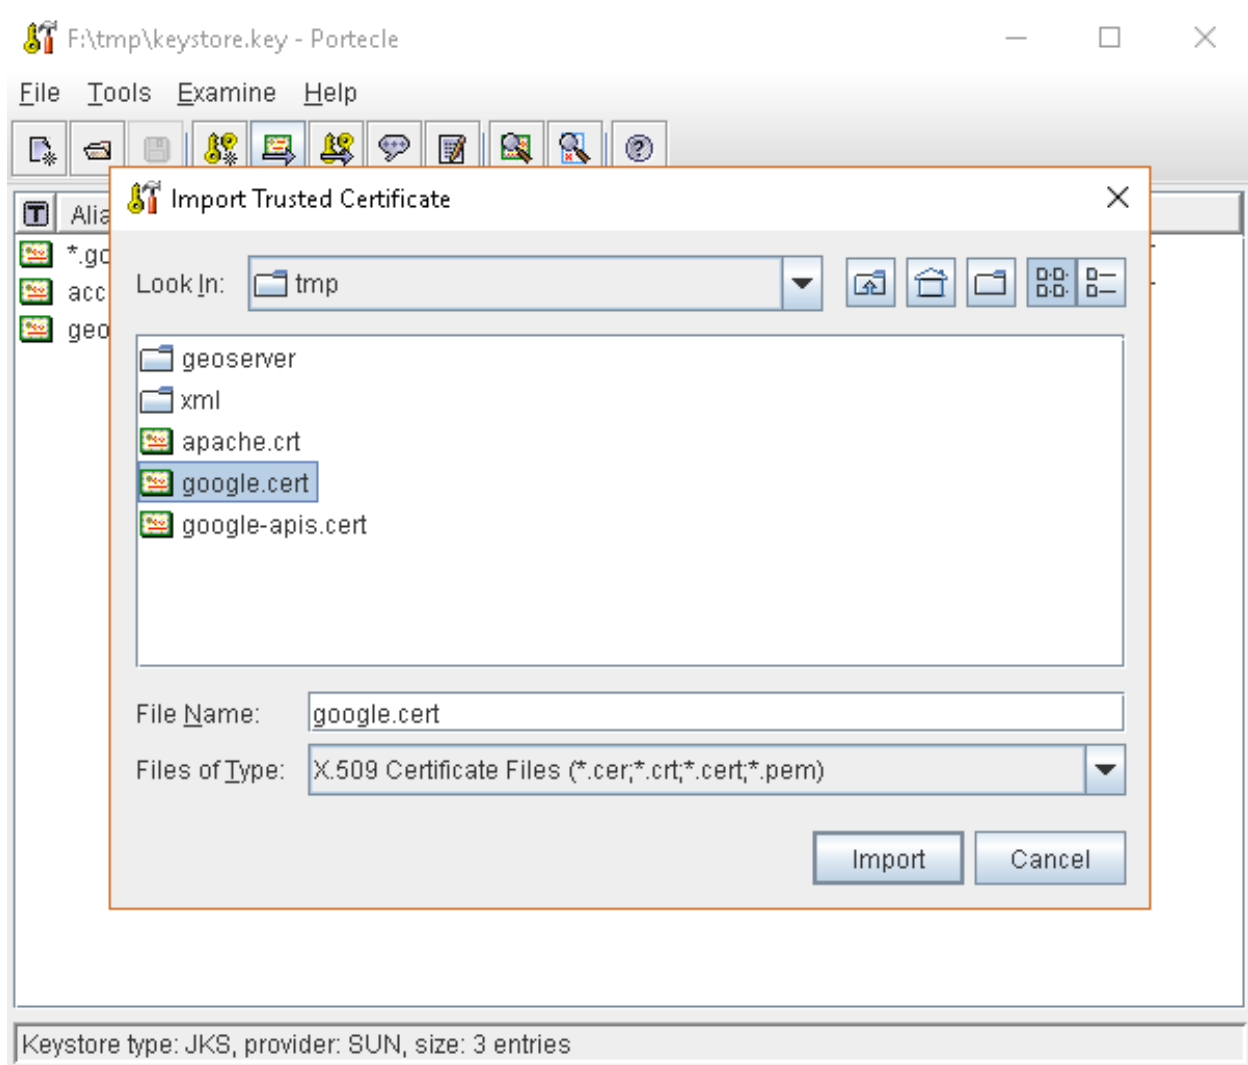 F:\tmp\keystore.key - Portecle
File Tools Examine Help
Import Trusted Certificate
T
Look In: tmp
geoserver
xml
apache.crt
google.cert
google-apis.cert
File Name: google.cert
Files of Type: X.509 Certificate Files (*.cer;*.crt;*.cert;*.pem)
Import Cancel
Keystore type: JKS, provider: SUN, size: 3 entries